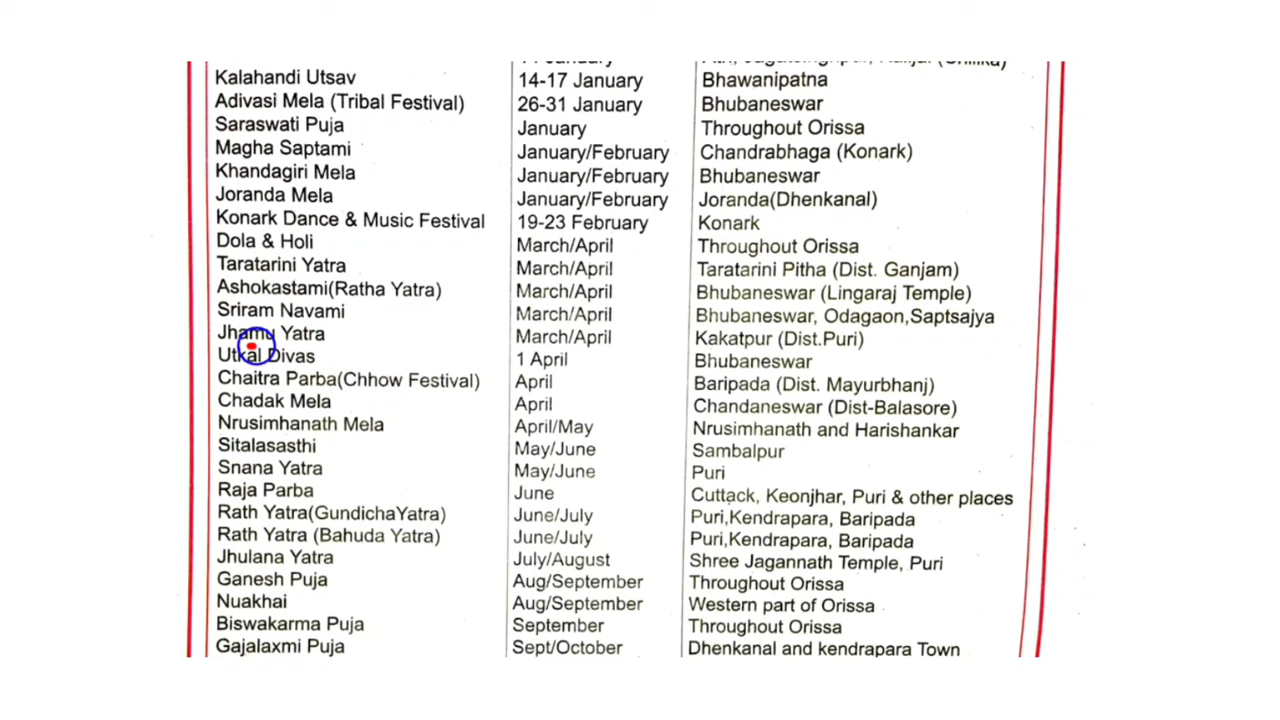 Kalahandi Utsav 14-17 January Bhawanipatna
Adivasi Mela (Tribal Festival) 26-31 January Bhubaneswar
Saraswati Puja January Throughout Orissa
Magha Saptami January/February Chandrabhaga (Konark)
Khandagiri Mela January/February Bhubaneswar
Joranda Mela January/February Joranda(Dhenkanal)
Konark Dance & Music Festival 19-23 February Konark
Dola & Holi March/April Throughout Orissa
Taratarini Yatra March/April Taratarini Pitha (Dist. Ganjam)
Ashokastami(Ratha Yatra) March/April Bhubaneswar (Lingaraj Temple)
Sriram Navami March/April Bhubaneswar, Odagaon,Saptsajya
Jhamu Yatra March/April Kakatpur (Dist.Puri)
Utkal Divas 1 April Bhubaneswar
Chaitra Parba(Chhow Festival) April Baripada (Dist. Mayurbhanj)
Chadak Mela April Chandaneswar (Dist-Balasore)
Nrusimhanath Mela April/May Nrusimhanath and Harishankar
Sitalasasthi May/June Sambalpur
Snana Yatra May/June Puri
Raja Parba June Cuttack, Keonjhar, Puri & other places
Rath Yatra(GundichaYatra) June/July Puri,Kendrapara, Baripada
Rath Yatra (Bahuda Yatra) June/July Puri,Kendrapara, Baripada
Jhulana Yatra July/August Shree Jagannath Temple, Puri
Ganesh Puja Aug/September Throughout Orissa
Nuakhai Aug/September Western part of Orissa
Biswakarma Puja September Throughout Orissa
Gajalaxmi Puja Sept/October Dhenkanal and kendrapara Town